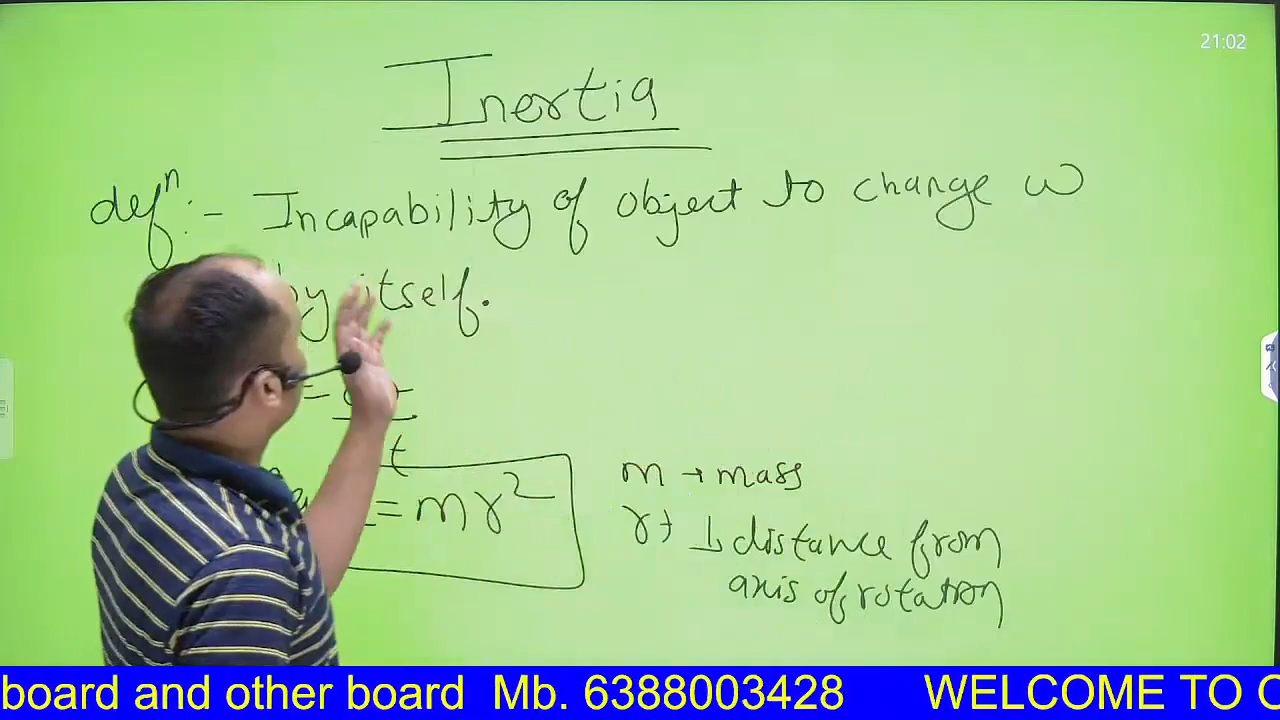 21:02
Inertia
defⁿ:- Incapability of object to change ω
by itself.
=
t
= mr²
m → mass
r → ⊥ distance from
axis of rotation
board and other board Mb. 6388003428 WELCOME TO